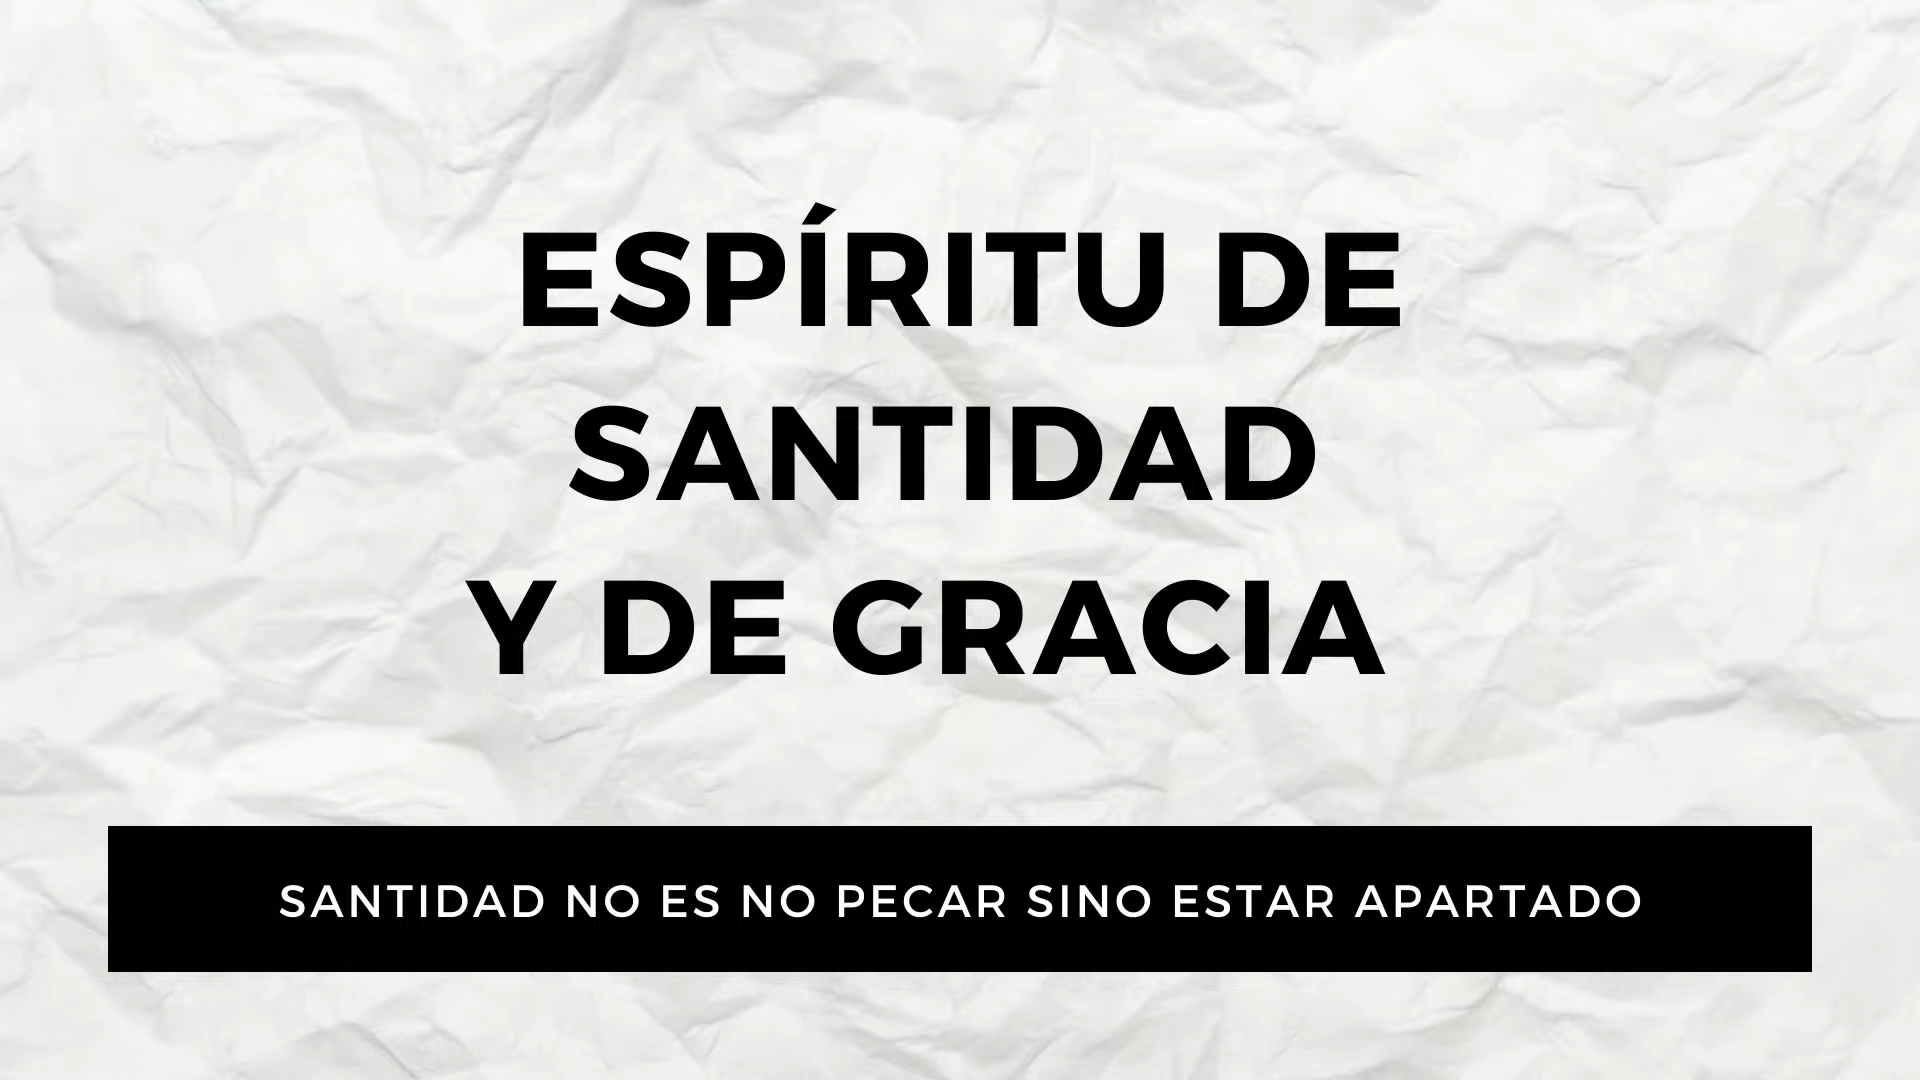 ESPÍRITU DE
SANTIDAD
Y DE GRACIA
SANTIDAD NO ES NO PECAR SINO ESTAR APARTADO